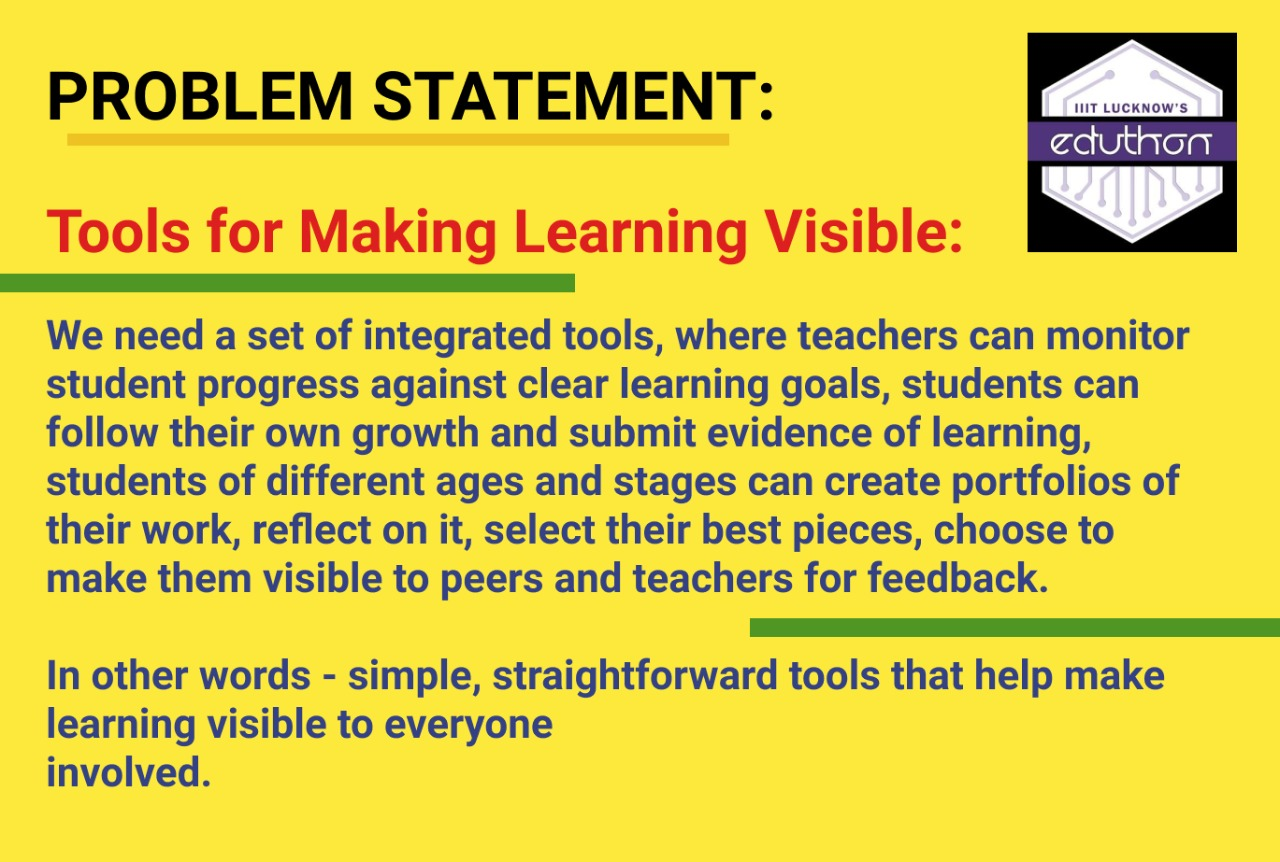 PROBLEM STATEMENT:
IIIT LUCKNOW'S
eduthon
Tools for Making Learning Visible:
We need a set of integrated tools, where teachers can monitor
student progress against clear learning goals, students can
follow their own growth and submit evidence of learning,
students of different ages and stages can create portfolios of
their work, reflect on it, select their best pieces, choose to
make them visible to peers and teachers for feedback.
In other words - simple, straightforward tools that help make
learning visible to everyone
involved.